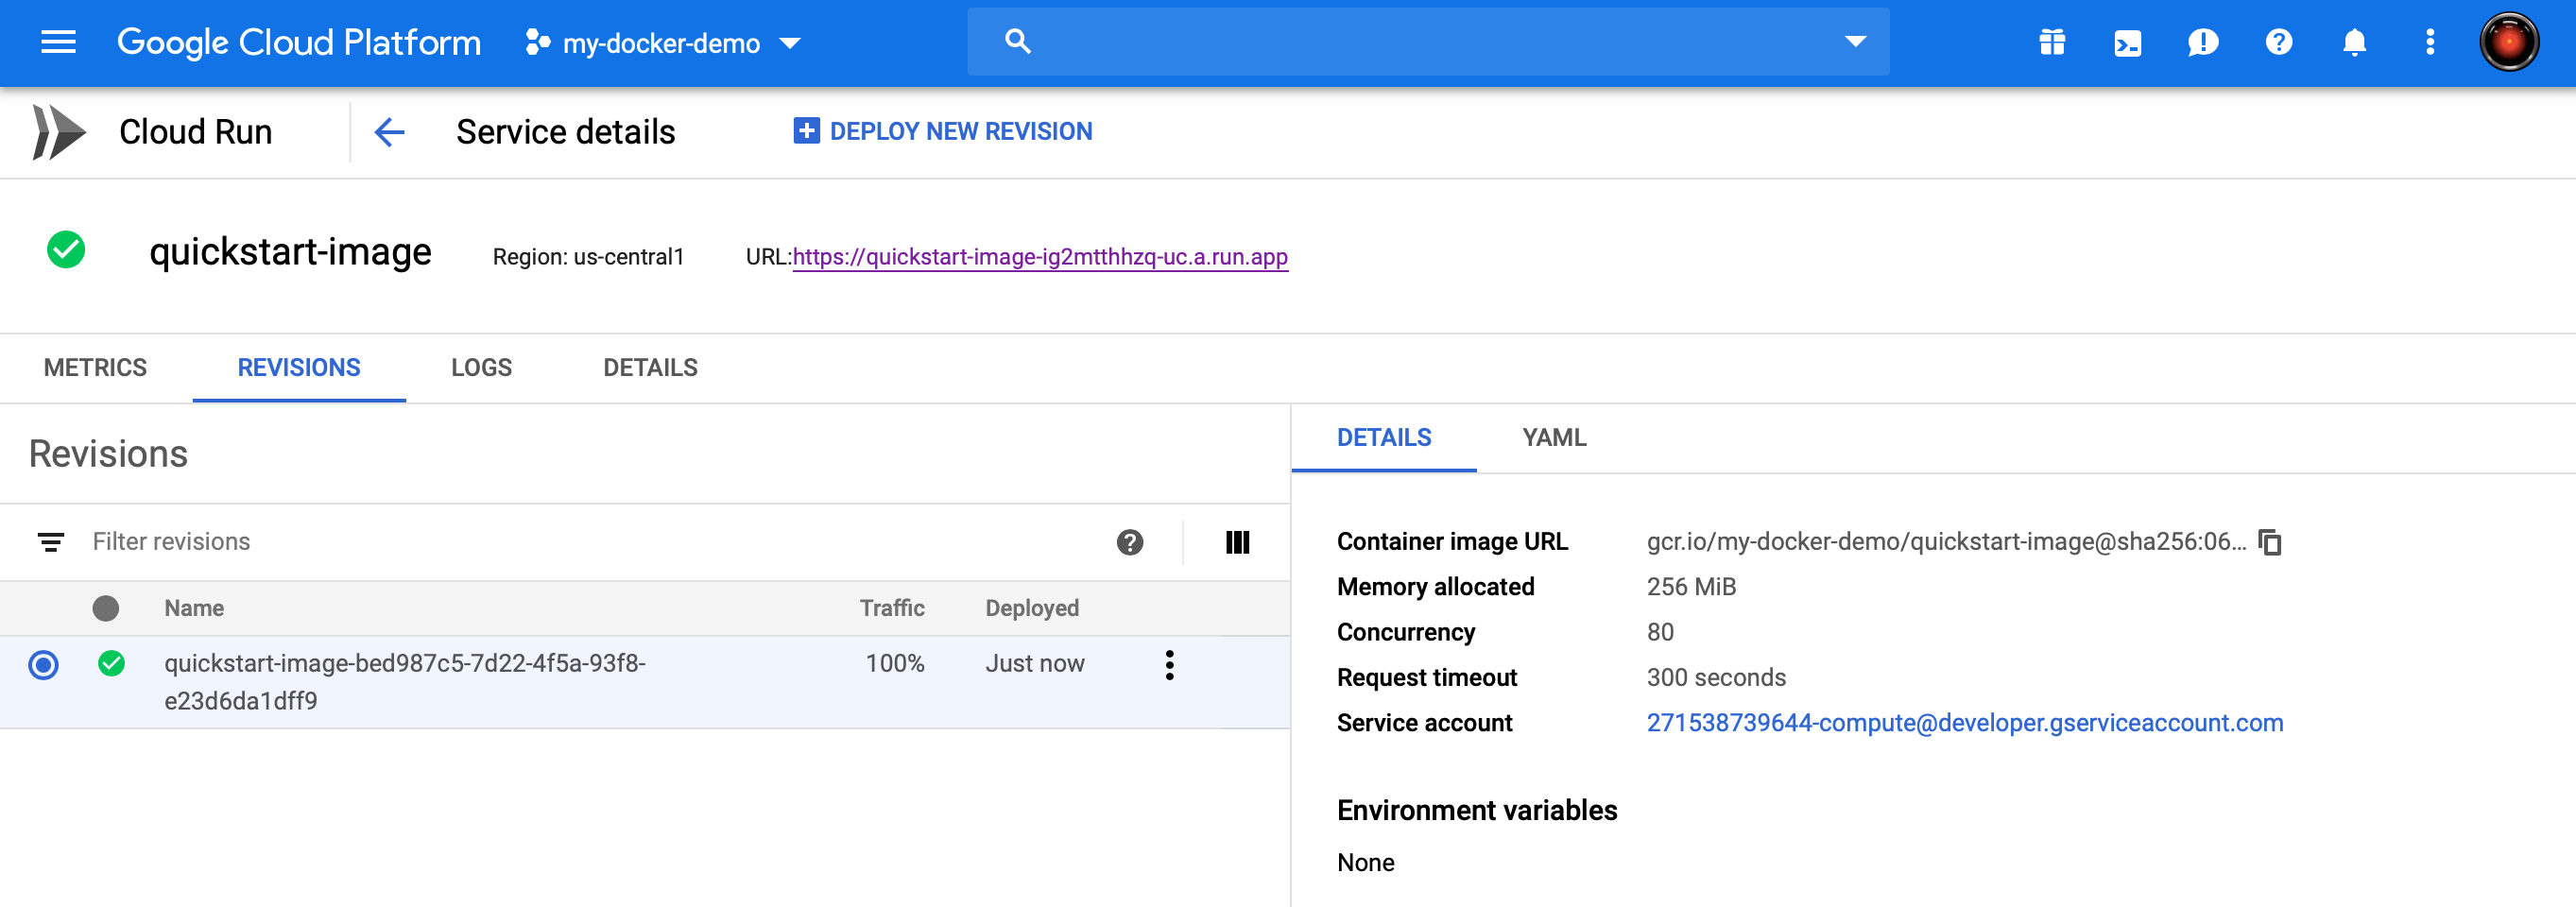 Google Cloud Platform my-docker-demo
Cloud Run Service details DEPLOY NEW REVISION
quickstart-image Region: us-central1 URL:https://quickstart-image-ig2mtthhzq-uc.a.run.app
METRICS REVISIONS LOGS DETAILS
Revisions
Filter revisions
Name Traffic Deployed
quickstart-image-bed987c5-7d22-4f5a-93f8- 100% Just now
e23d6da1dff9
DETAILS YAML
Container image URL gcr.io/my-docker-demo/quickstart-image@sha256:06...
Memory allocated 256 MiB
Concurrency 80
Request timeout 300 seconds
Service account 271538739644-compute@developer.gserviceaccount.com
Environment variables
None